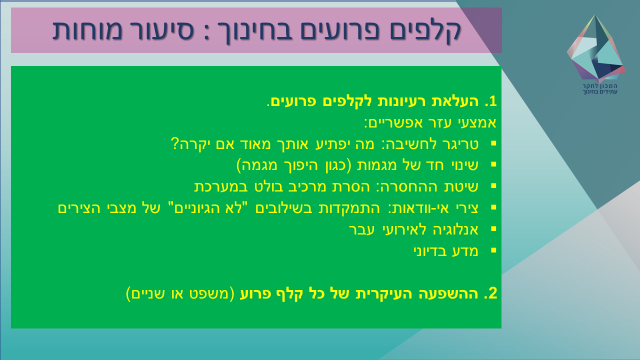 קלפים פרועים בחינוך : סיעור מוחות
המכון לחקר
עתידים בחינוך
1. העלאת רעיונות לקלפים פרועים.
אמצעי עזר אפשריים:
▪ טריגר לחשיבה: מה יפתיע אותך מאוד אם יקרה?
▪ שינוי חד של מגמות (כגון היפוך מגמה)
▪ שיטת ההחסרה: הסרת מרכיב בולט במערכת
▪ צירי אי-וודאות: התמקדות בשילובים "לא הגיוניים" של מצבי הצירים
▪ אנלוגיה לאירועי עבר
▪ מדע בדיוני
2. ההשפעה העיקרית של כל קלף פרוע (משפט או שניים)